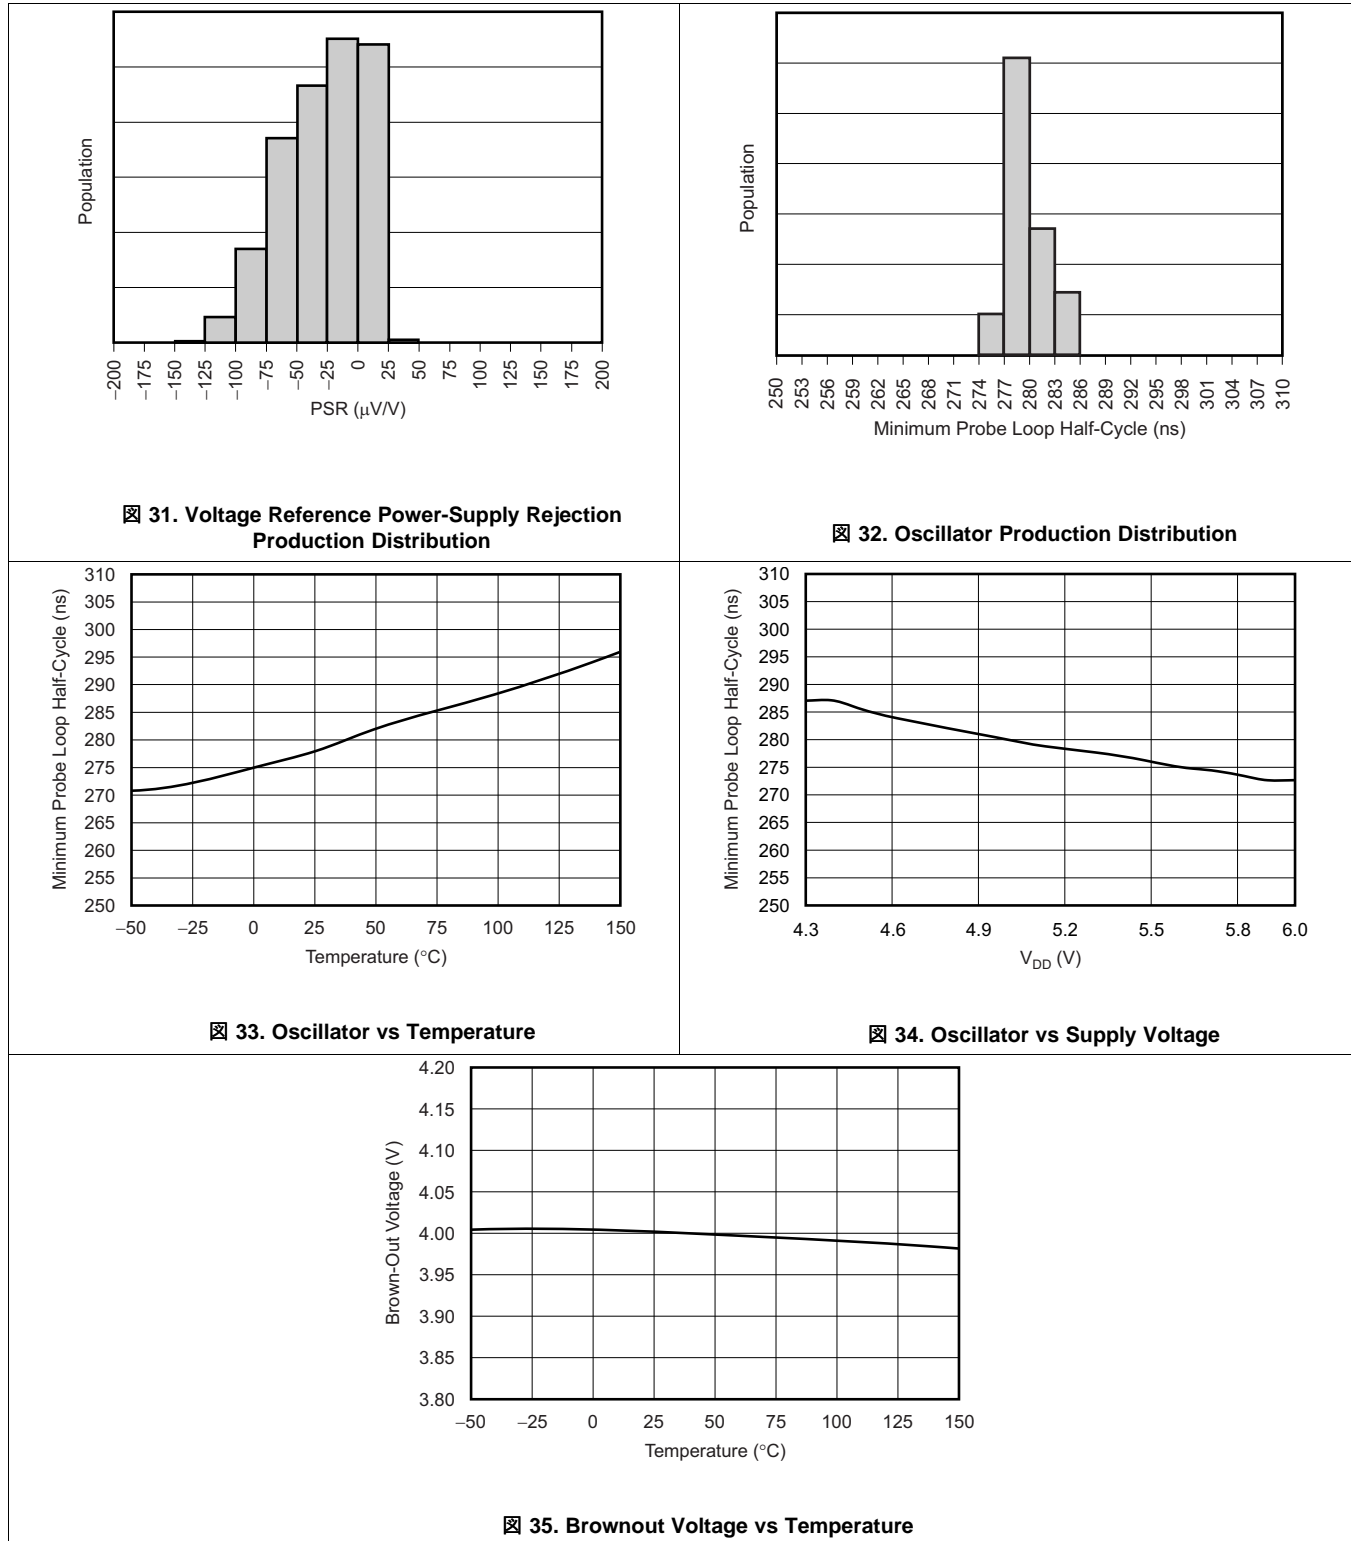 Population
−200 −175 −150 −125 −100 −75 −50 −25 0 25 50 75 100 125 150 175 200
PSR (μV/V)
図 31. Voltage Reference Power-Supply Rejection
Production Distribution
Population
250 253 256 259 262 265 268 271 274 277 280 283 286 289 292 295 298 301 304 307 310
Minimum Probe Loop Half-Cycle (ns)
図 32. Oscillator Production Distribution
Minimum Probe Loop Half-Cycle (ns)
310
305
300
295
290
285
280
275
270
265
260
255
250
−50 −25 0 25 50 75 100 125 150
Temperature (°C)
図 33. Oscillator vs Temperature
Minimum Probe Loop Half-Cycle (ns)
310
305
300
295
290
285
280
275
270
265
260
255
250
4.3 4.6 4.9 5.2 5.5 5.8 6.0
VDD (V)
図 34. Oscillator vs Supply Voltage
Brown-Out Voltage (V)
4.20
4.15
4.10
4.05
4.00
3.95
3.90
3.85
3.80
−50 −25 0 25 50 75 100 125 150
Temperature (°C)
図 35. Brownout Voltage vs Temperature